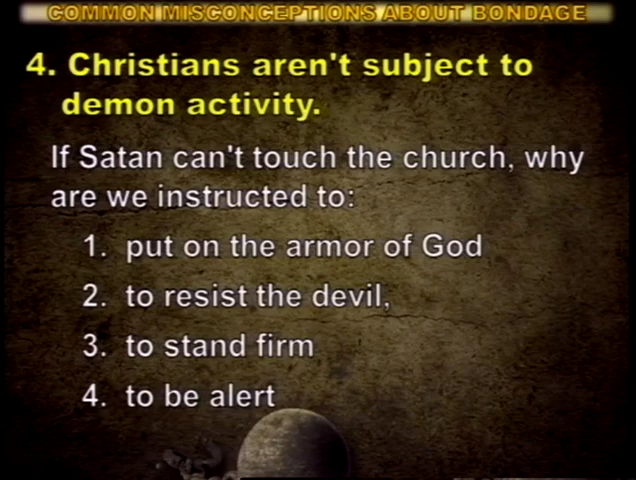 COMMON MISCONCEPTIONS ABOUT BONDAGE
4. Christians aren't subject to
demon activity.
If Satan can't touch the church, why
are we instructed to:
1. put on the armor of God
2. to resist the devil,
3. to stand firm
4. to be alert